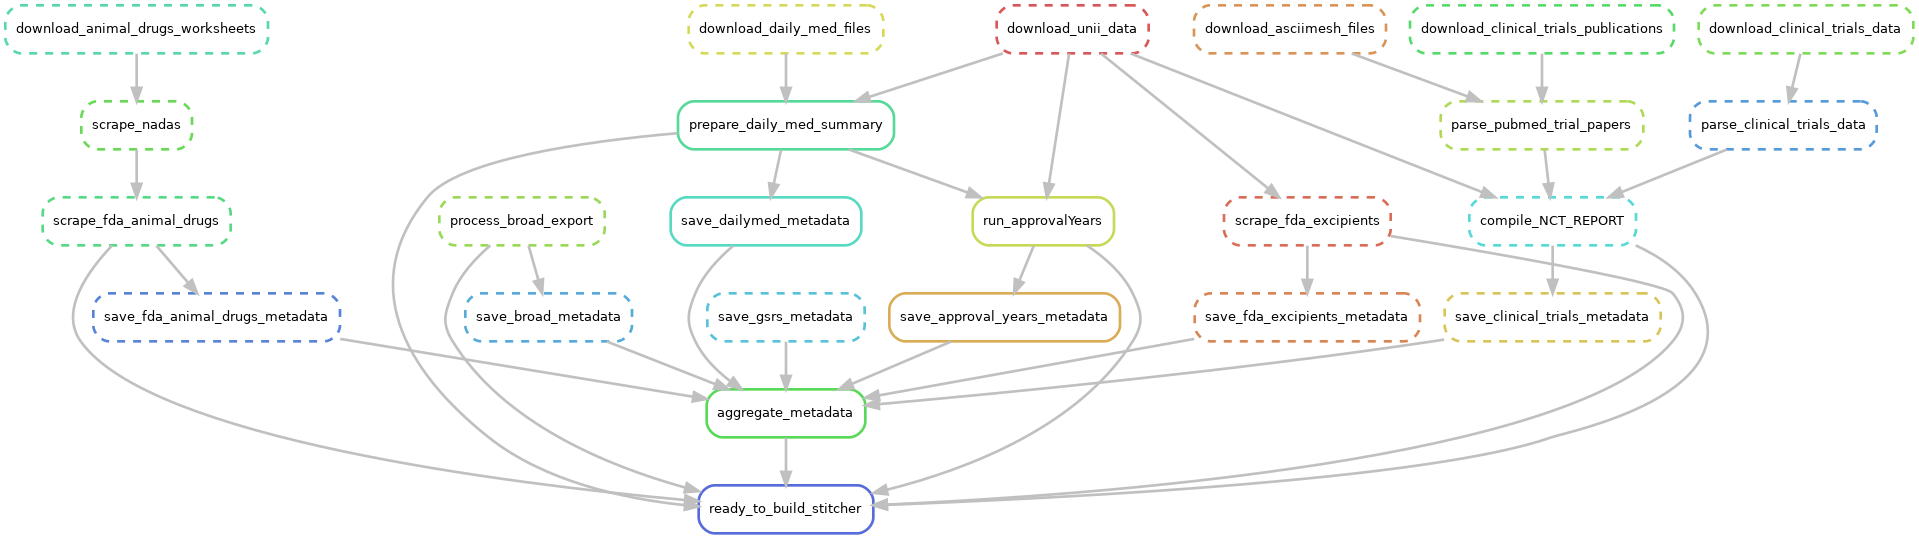 download_animal_drugs_worksheets
download_daily_med_files
download_unii_data
download_asciimesh_files
download_clinical_trials_publications
download_clinical_trials_data
scrape_nadas
prepare_daily_med_summary
parse_pubmed_trial_papers
parse_clinical_trials_data
scrape_fda_animal_drugs
process_broad_export
save_dailymed_metadata
run_approvalYears
scrape_fda_excipients
compile_NCT_REPORT
save_fda_animal_drugs_metadata
save_broad_metadata
save_gsrs_metadata
save_approval_years_metadata
save_fda_excipients_metadata
save_clinical_trials_metadata
aggregate_metadata
ready_to_build_stitcher